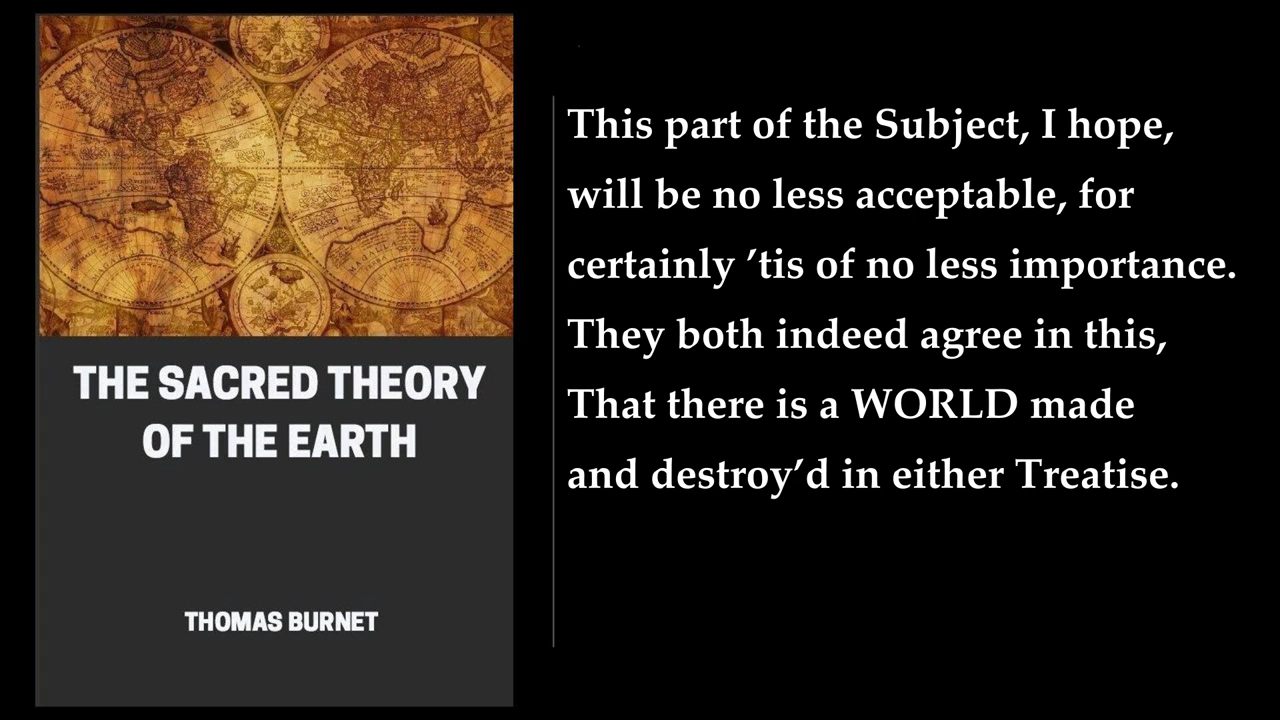 THE SACRED THEORY
OF THE EARTH
THOMAS BURNET
This part of the Subject, I hope,
will be no less acceptable, for
certainly ’tis of no less importance.
They both indeed agree in this,
That there is a WORLD made
and destroy’d in either Treatise.